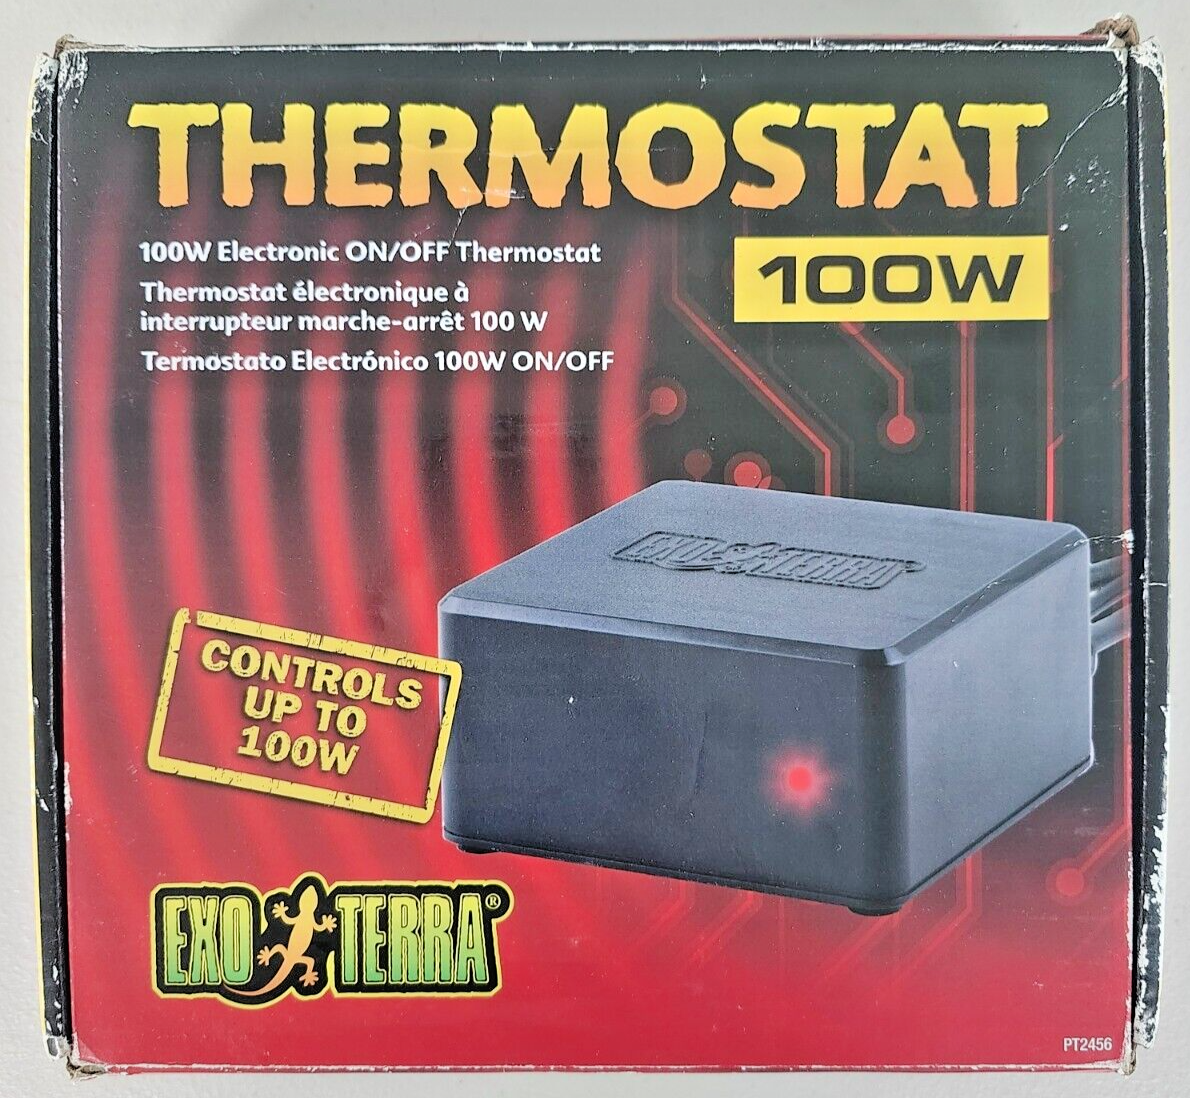 THERMOSTAT
100W Electronic ON/OFF Thermostat
100W
Thermostat électronique à
interrupteur marche-arrêt 100 W
Termostato Electrónico 100W ON/OFF
EXO TERRA®
CONTROLS
UP TO
100W
EXO TERRA®
PT2456